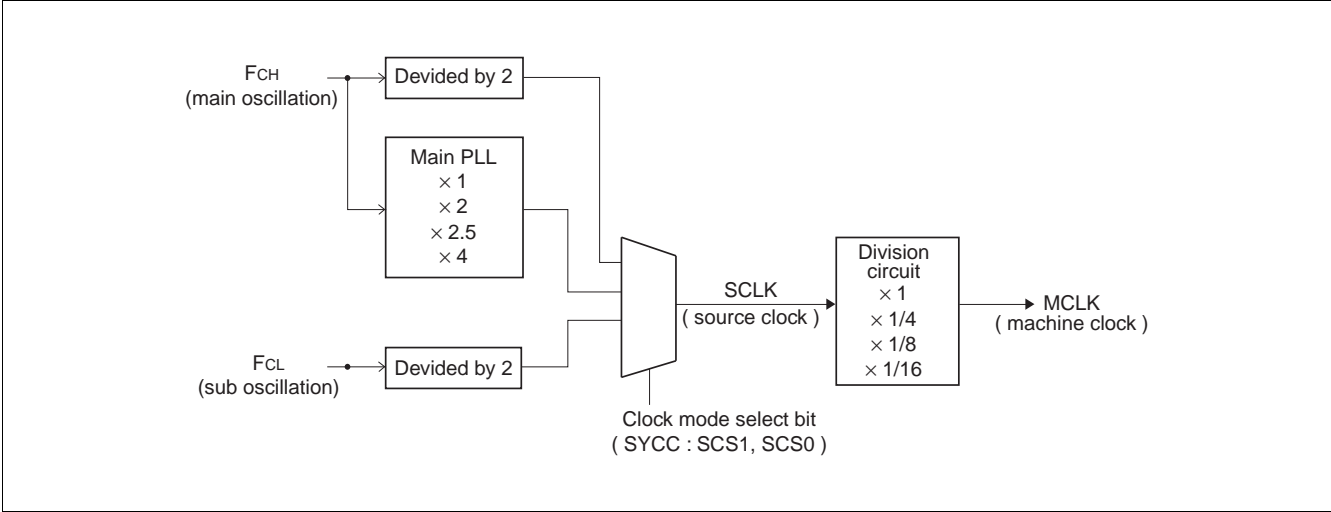 FCH
(main oscillation)
Devided by 2
Main PLL
× 1
× 2
× 2.5
× 4
FCL
(sub oscillation)
Devided by 2
Clock mode select bit
( SYCC : SCS1, SCS0 )
SCLK
( source clock )
Division
circuit
× 1
× 1/4
× 1/8
× 1/16
MCLK
( machine clock )